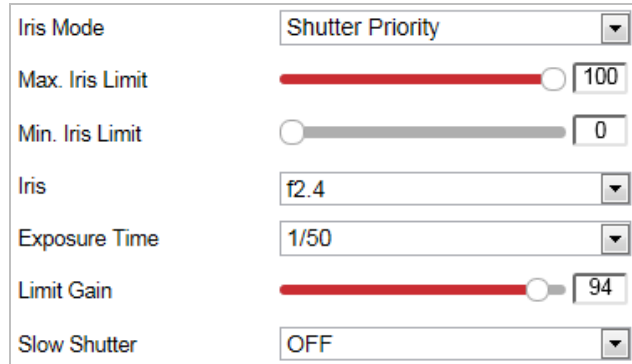 Iris Mode Shutter Priority
Max. Iris Limit 100
Min. Iris Limit 0
Iris f2.4
Exposure Time 1/50
Limit Gain 94
Slow Shutter OFF